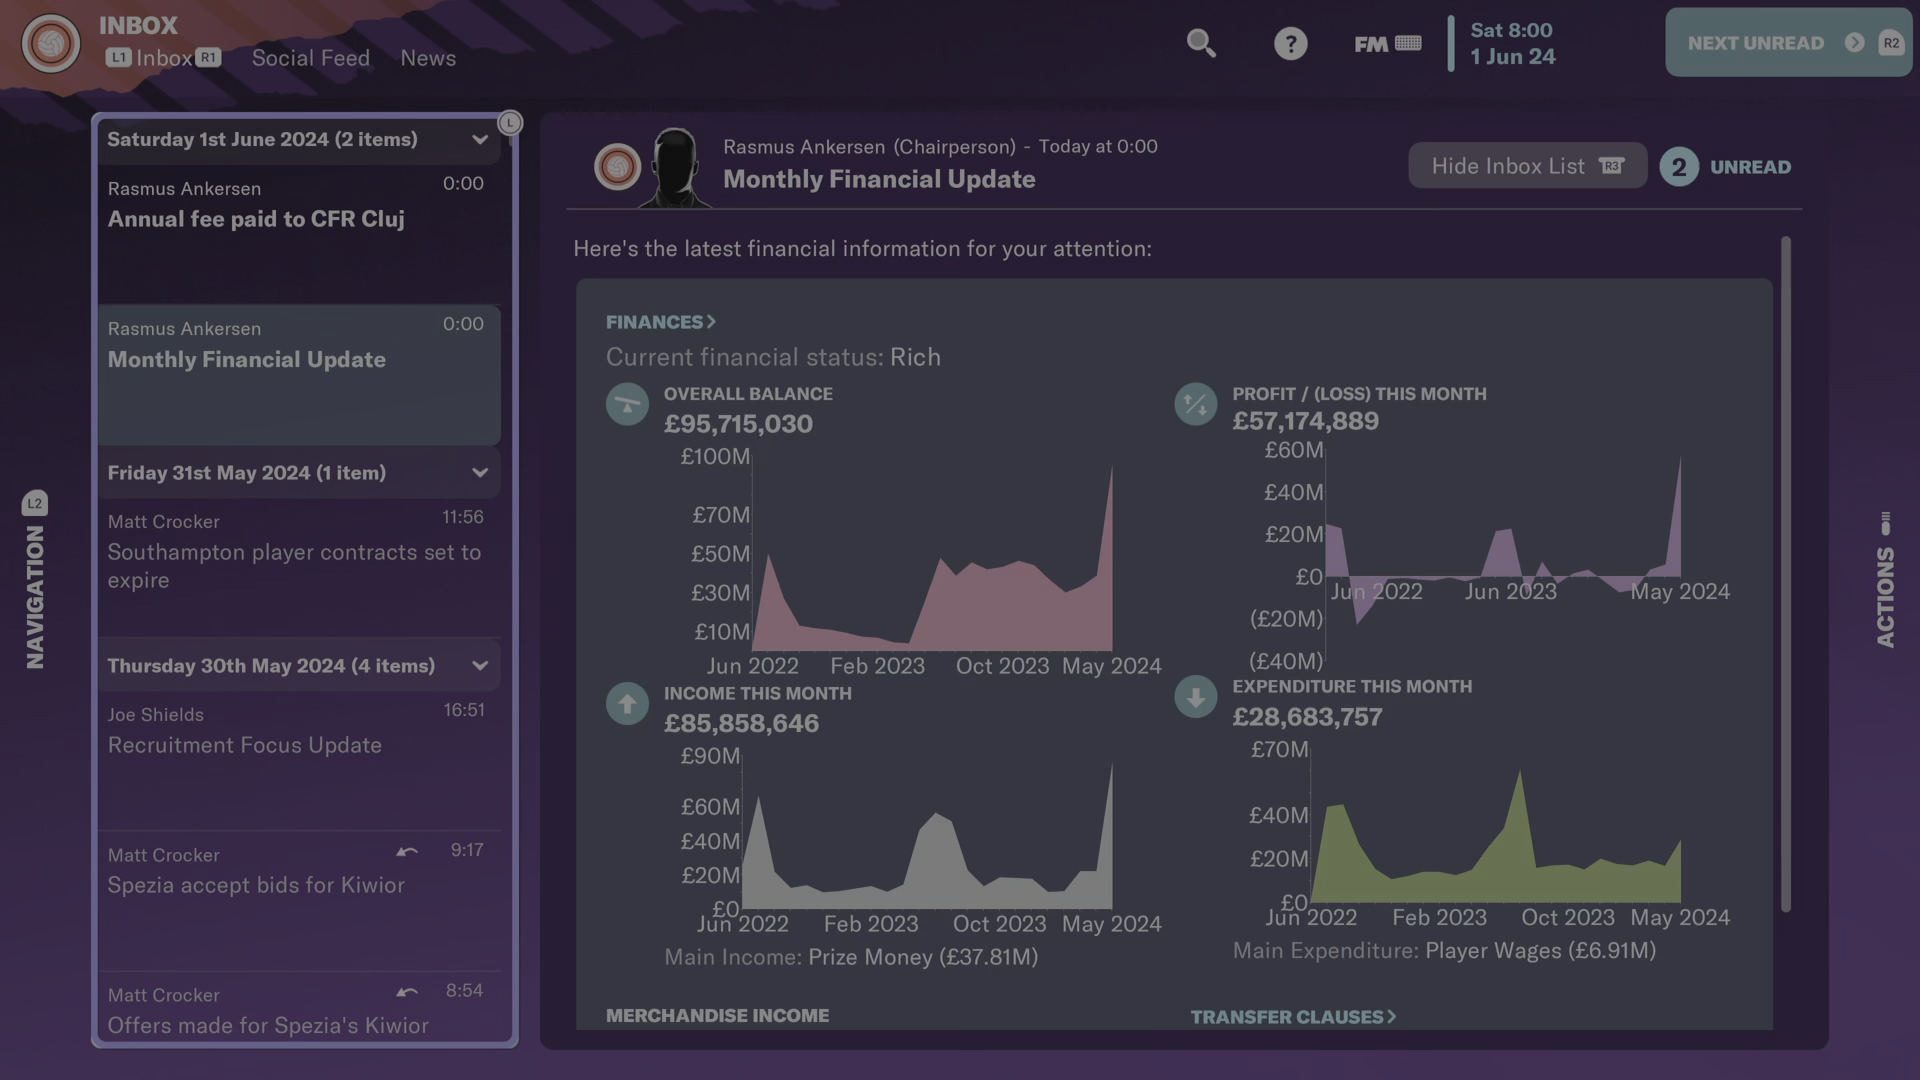 INBOX
L1 Inbox R1 Social Feed News
?
FM
Sat 8:00
1 Jun 24
NEXT UNREAD R2
L
Saturday 1st June 2024 (2 items)
Rasmus Ankersen 0:00
Annual fee paid to CFR Cluj
Rasmus Ankersen 0:00
Monthly Financial Update
Friday 31st May 2024 (1 item)
Matt Crocker 11:56
Southampton player contracts set to
expire
Thursday 30th May 2024 (4 items)
Joe Shields 16:51
Recruitment Focus Update
Matt Crocker 9:17
Spezia accept bids for Kiwior
Matt Crocker 8:54
Offers made for Spezia's Kiwior
L2
NAVIGATION
Rasmus Ankersen (Chairperson) - Today at 0:00
Monthly Financial Update
Hide Inbox List R3
2 UNREAD
Here's the latest financial information for your attention:
FINANCES
Current financial status: Rich
OVERALL BALANCE
£95,715,030
£100M
£70M
£50M
£30M
£10M
Jun 2022 Feb 2023 Oct 2023 May 2024
PROFIT / (LOSS) THIS MONTH
£57,174,889
£60M
£40M
£20M
£0
Jun 2022 Jun 2023 May 2024
(£20M)
(£40M)
INCOME THIS MONTH
£85,858,646
£90M
£60M
£40M
£20M
£0
Jun 2022 Feb 2023 Oct 2023 May 2024
Main Income: Prize Money (£37.81M)
EXPENDITURE THIS MONTH
£28,683,757
£70M
£40M
£20M
£0
Jun 2022 Feb 2023 Oct 2023 May 2024
Main Expenditure: Player Wages (£6.91M)
MERCHANDISE INCOME
TRANSFER CLAUSES
ACTIONS